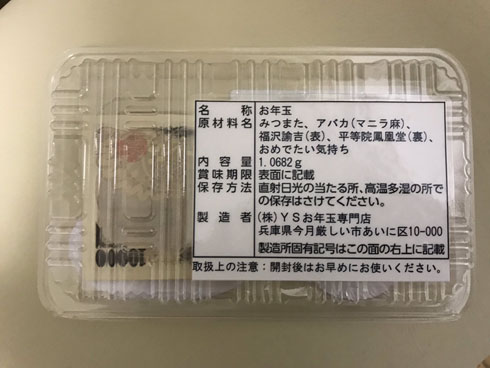 名称 お年玉
原材料名 みつまた、アバカ(マニラ麻)、
福沢諭吉(表)、平等院鳳凰堂(裏)、
おめでたい気持ち
内容量 1.0682g
賞味期限 表面に記載
保存方法 直射日光の当たる所、高温多湿の所で
の保存はさけてください。
製造者 (株)YSお年玉専門店
兵庫県今月厳しい市あいに区10-000
製造所固有記号はこの面の右上に記載
取扱上の注意:開封後はお早めにお使いください。
10000